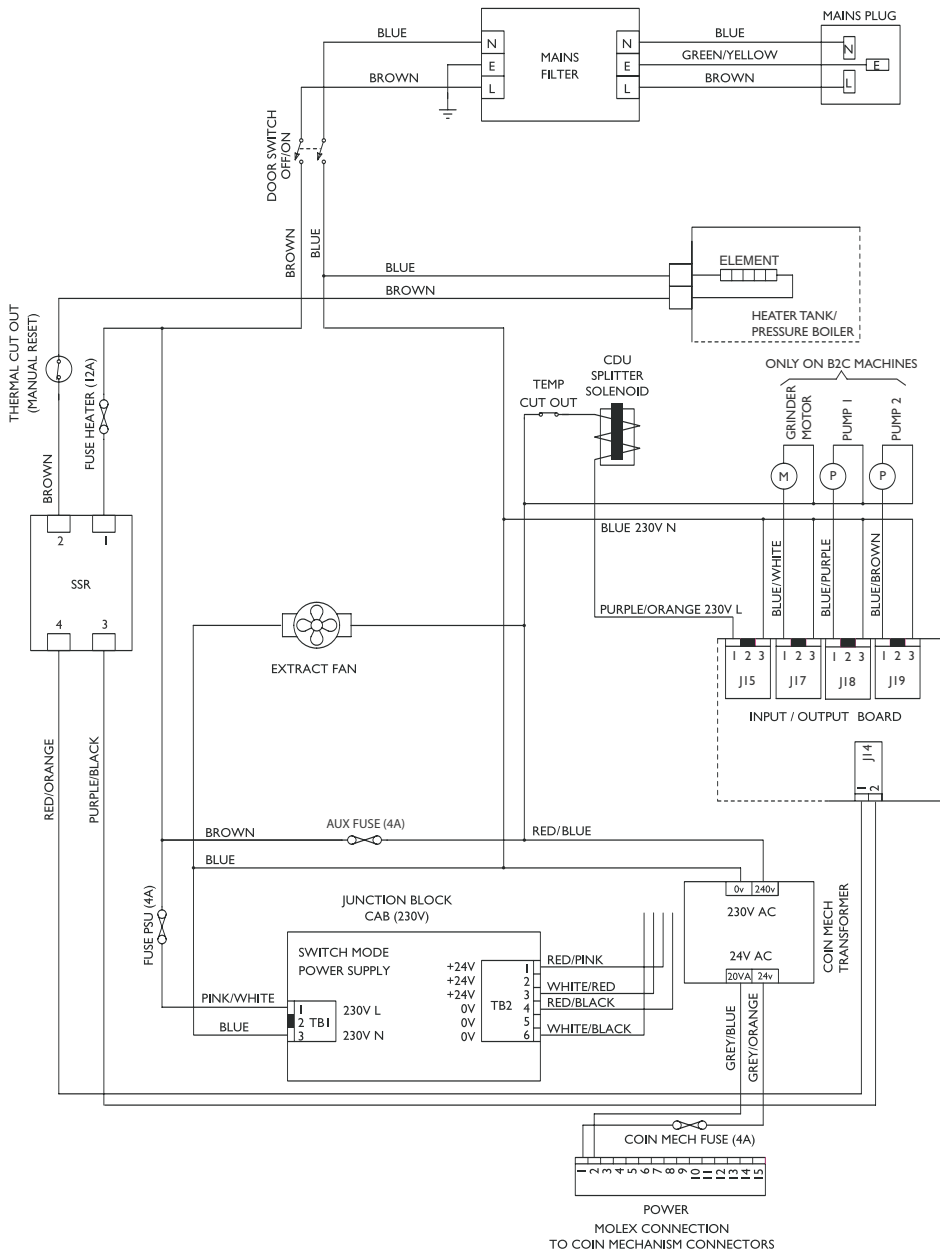 MAINS PLUG
BLUE
N
MAINS
FILTER
N
BLUE
N
E
E
GREEN/YELLOW
E
BROWN
L
L
BROWN
L
DOOR SWITCH
OFF/ON
BROWN
BLUE
BLUE
BROWN
ELEMENT
HEATER TANK/
PRESSURE BOILER
THERMAL CUT OUT
(MANUAL RESET)
FUSE HEATER (12A)
BROWN
CDU
SPLITTER
SOLENOID
TEMP
CUT OUT
ONLY ON B2C MACHINES
GRINDER
MOTOR
PUMP 1
PUMP 2
M
P
P
BLUE 230V N
BLUE/WHITE
BLUE/PURPLE
BLUE/BROWN
2
1
SSR
4
3
PURPLE/ORANGE 230V L
EXTRACT FAN
1 2 3
1 2 3
1 2 3
1 2 3
J15
J17
J18
J19
INPUT / OUTPUT BOARD
J14
1
2
RED/ORANGE
PURPLE/BLACK
BROWN
AUX FUSE (4A)
RED/BLUE
BLUE
FUSE PSU (4A)
JUNCTION BLOCK
CAB (230V)
SWITCH MODE
POWER SUPPLY
PINK/WHITE
BLUE
1
2
3
TB1
230V L
230V N
+24V
+24V
+24V
0V
0V
0V
TB2
1
2
3
4
5
6
RED/PINK
WHITE/RED
RED/BLACK
WHITE/BLACK
0v
240v
230V AC
24V AC
20VA
24v
COIN MECH
TRANSFORMER
GREY/BLUE
GREY/ORANGE
COIN MECH FUSE (4A)
1 2 3 4 5 6 7 8 9 10 11 12 13 14 15
POWER
MOLEX CONNECTION
TO COIN MECHANISM CONNECTORS